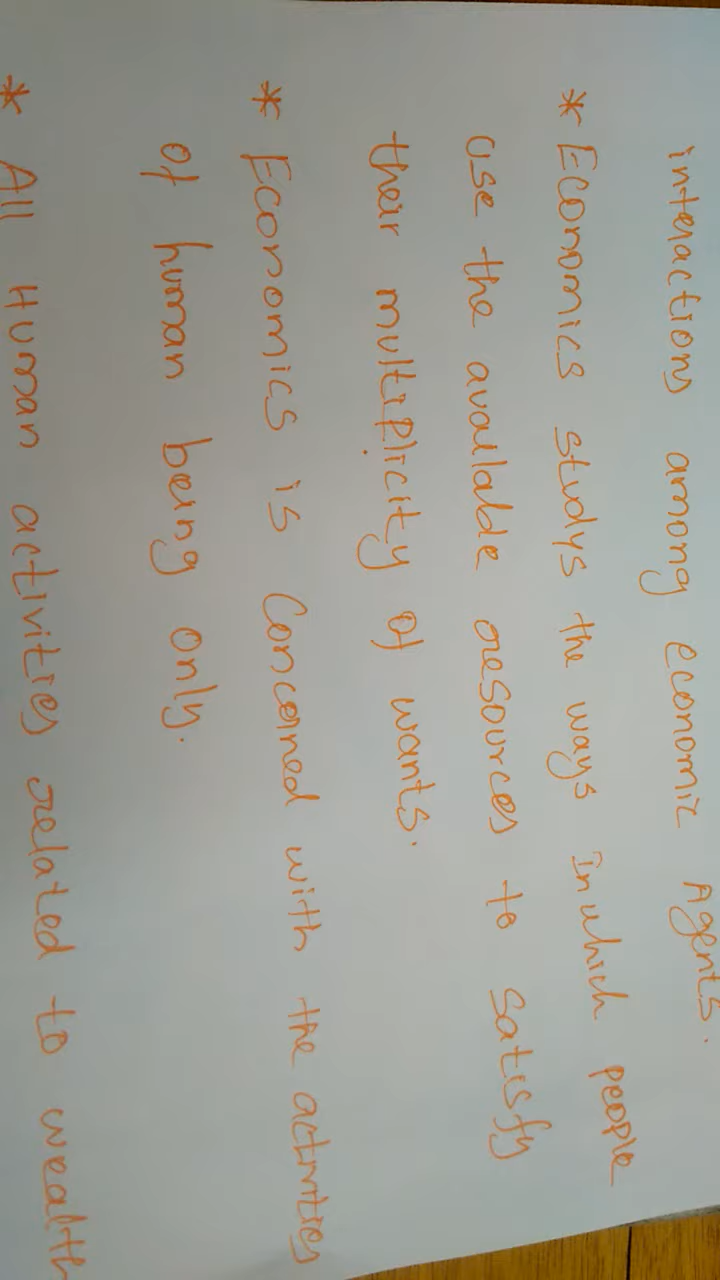 interactions among economic Agents.
* Economics studys the ways In which people
use the available resources to satisfy
their multiplicity of wants.
* Economics is Concerned with the activities
of human being only.
* All Human activities related to wealth